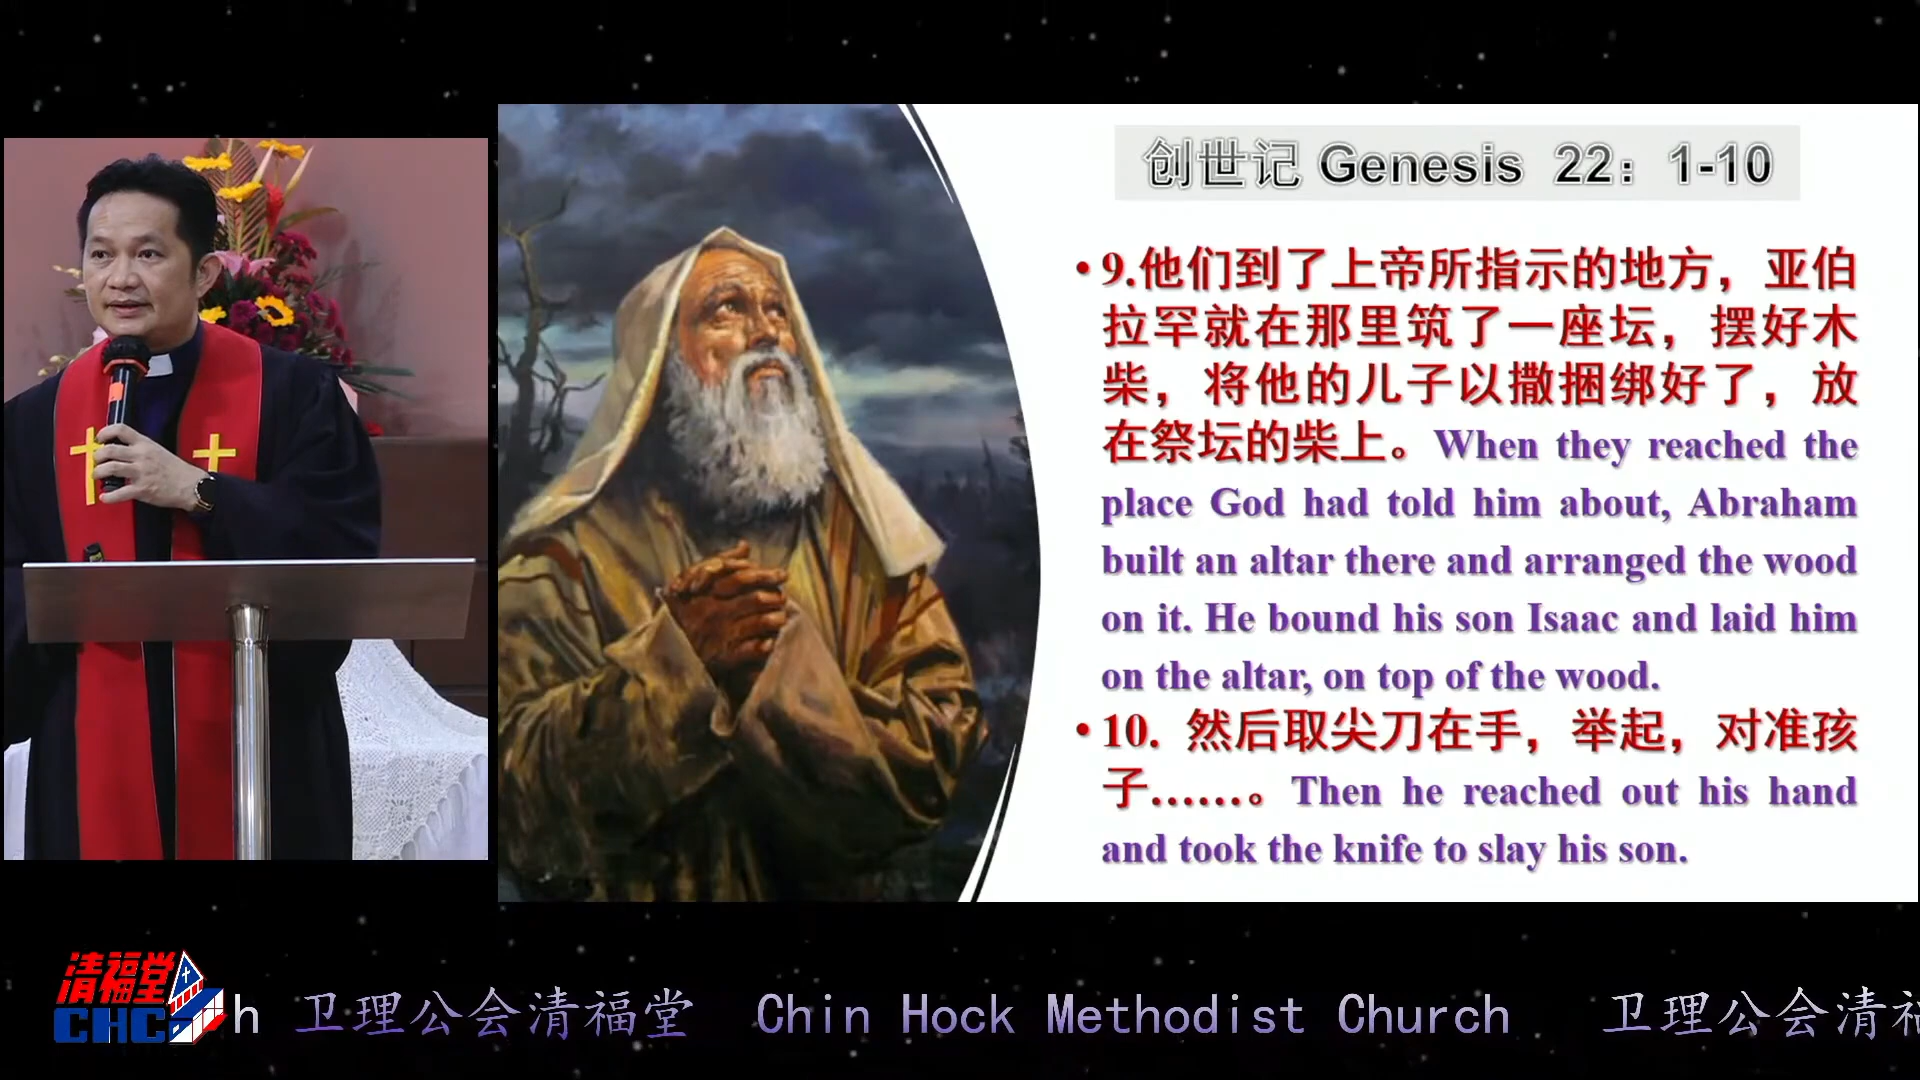 创世记 Genesis 22：1-10
• 9.他们到了上帝所指示的地方，亚伯
拉罕就在那里筑了一座坛，摆好木
柴，将他的儿子以撒捆绑好了，放
在祭坛的柴上。When they reached the
place God had told him about, Abraham
built an altar there and arranged the wood
on it. He bound his son Isaac and laid him
on the altar, on top of the wood.
• 10. 然后取尖刀在手，举起，对准孩
子……。Then he reached out his hand
and took the knife to slay his son.
清福堂
CHC
h 卫理公会清福堂 Chin Hock Methodist Church 卫理公会清福